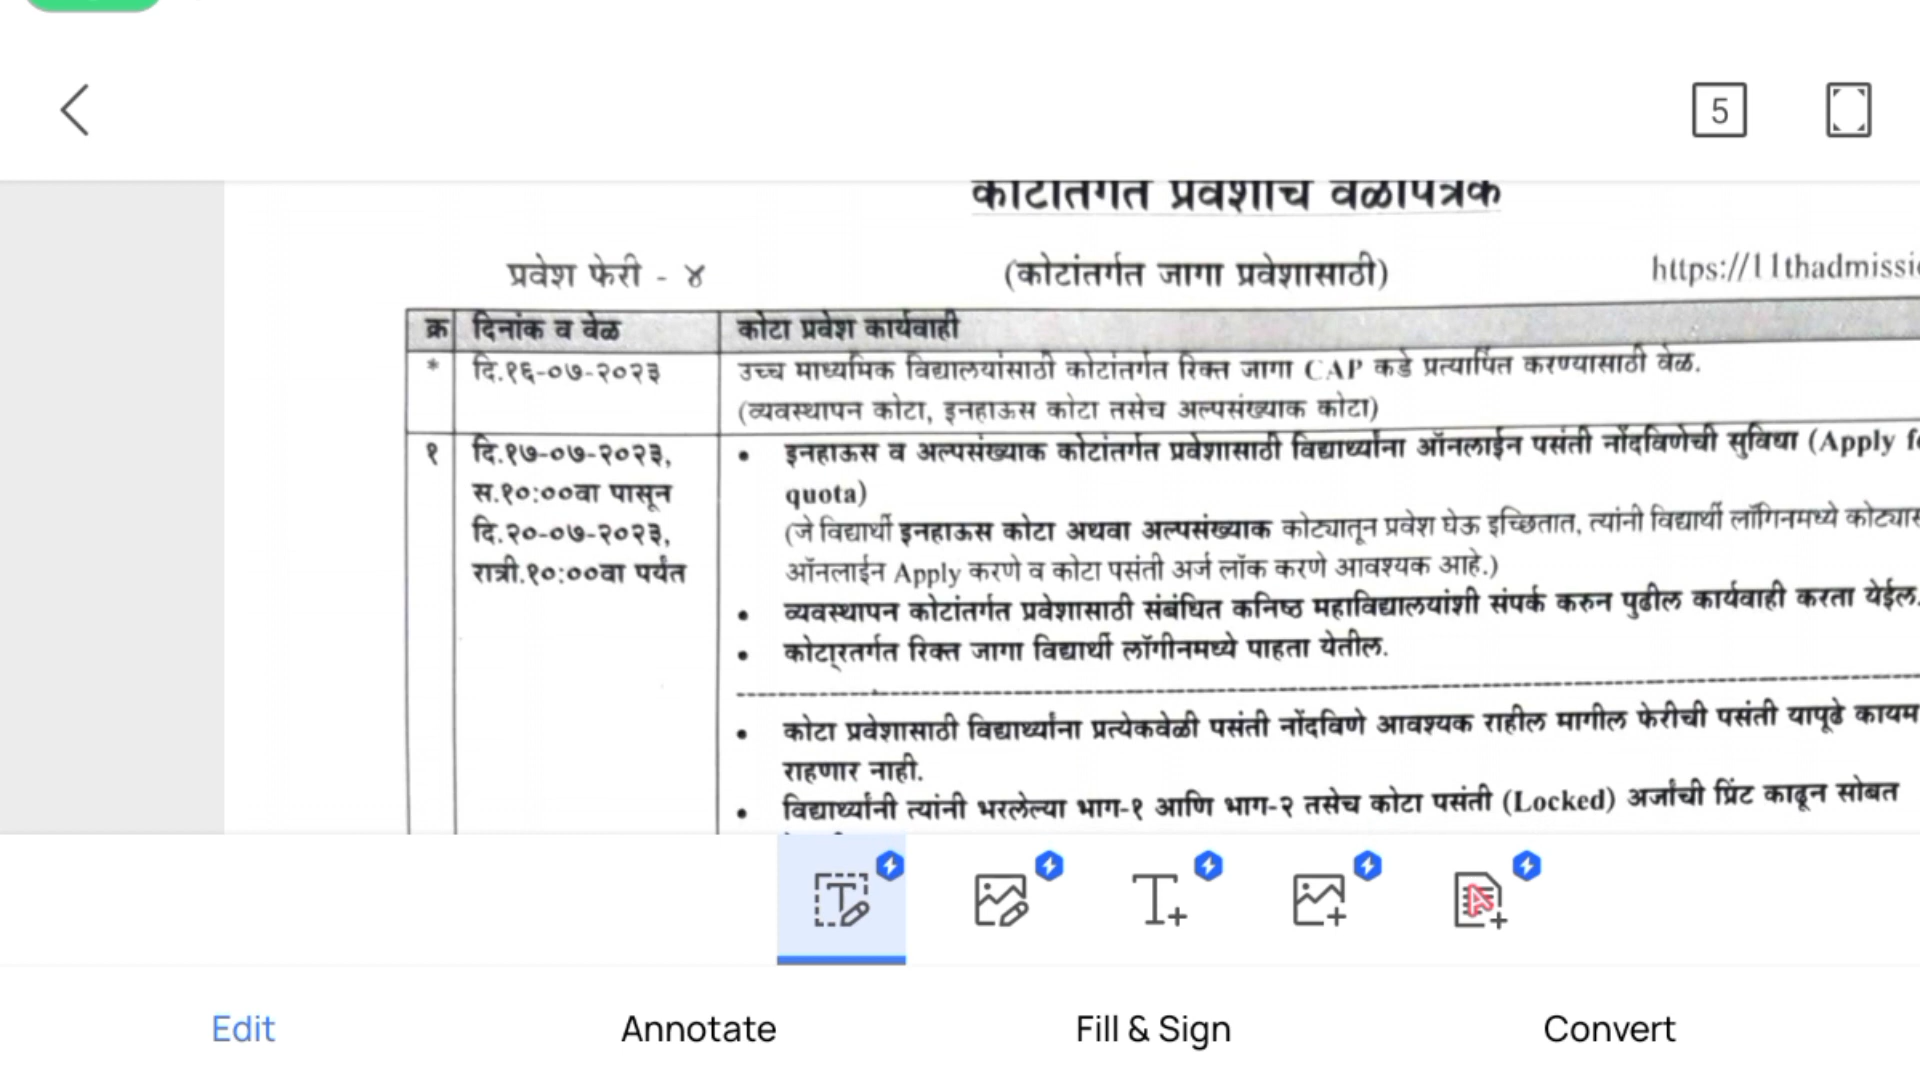 5
कोटांतर्गत प्रवेशाचे वेळापत्रक
प्रवेश फेरी - ४
(कोटांतर्गत जागा प्रवेशासाठी)
https://11thadmissi
क्र दिनांक व वेळ कोटा प्रवेश कार्यवाही
* दि.१६-०७-२०२३ उच्च माध्यमिक विद्यालयांसाठी कोटांतर्गत रिक्त जागा CAP कडे प्रत्यार्पित करण्यासाठी वेळ.
(व्यवस्थापन कोटा, इनहाऊस कोटा तसेच अल्पसंख्याक कोटा)
१ दि.१७-०७-२०२३,
स.१०:००वा पासून
दि.२०-०७-२०२३,
रात्री.१०:००वा पर्यंत
• इनहाऊस व अल्पसंख्याक कोटांतर्गत प्रवेशासाठी विद्यार्थ्यांना ऑनलाईन पसंती नोंदविणेची सुविधा (Apply f
quota)
(जे विद्यार्थी इनहाऊस कोटा अथवा अल्पसंख्याक कोट्यातून प्रवेश घेऊ इच्छितात, त्यांनी विद्यार्थी लॉगिनमध्ये
ऑनलाईन Apply करणे व कोटा पसंती अर्ज लॉक करणे आवश्यक आहे.)
• व्यवस्थापन कोटांतर्गत प्रवेशासाठी संबंधित कनिष्ठ महाविद्यालयांशी संपर्क करुन पुढील कार्यवाही करता येईल.
• कोटा्रतर्गत रिक्त जागा विद्यार्थी लॉगीनमध्ये पाहता येतील.
• कोटा प्रवेशासाठी विद्यार्थ्यांना प्रत्येकवेळी पसंती नोंदविणे आवश्यक राहील मागील फेरीची पसंती यापूढे कायम
राहणार नाही.
• विद्यार्थ्यांनी त्यांनी भरलेल्या भाग-१ आणि भाग-२ तसेच कोटा पसंती (Locked) अर्जाची प्रिंट काढून सोबत
Edit
Annotate
Fill & Sign
Convert